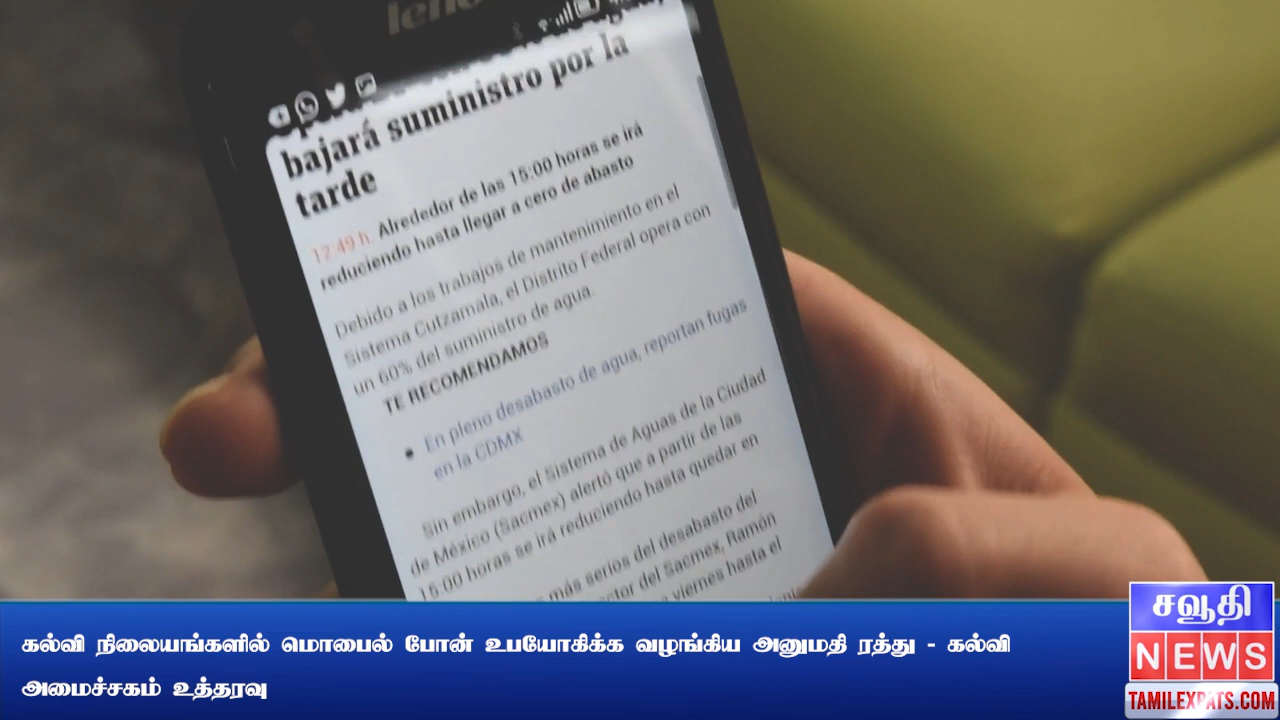 leno
bajará suministro por la
tarde
12:49 h. Alrededor de las 15:00 horas se irá
reduciendo hasta llegar a cero de abasto
Debido a los trabajos de mantenimiento en el
Sistema Cutzamala, el Distrito Federal opera con
un 60% del suministro de agua.
TE RECOMENDAMOS
• En pleno desabasto de agua, reportan fugas
en la CDMX
Sin embargo, el Sistema de Aguas de la Ciudad
de México (Sacmex) alertó que a partir de las
15:00 horas se irá reduciendo hasta quedar en
más serios del desabasto del
ctor del Sacmex, Ramón
viernes hasta el
கல்வி நிலையங்களில் மொபைல் போன் உபயோகிக்க வழங்கிய அனுமதி ரத்து - கல்வி
அமைச்சகம் உத்தரவு
சவூதி
NEWS
TAMILEXPATS.COM